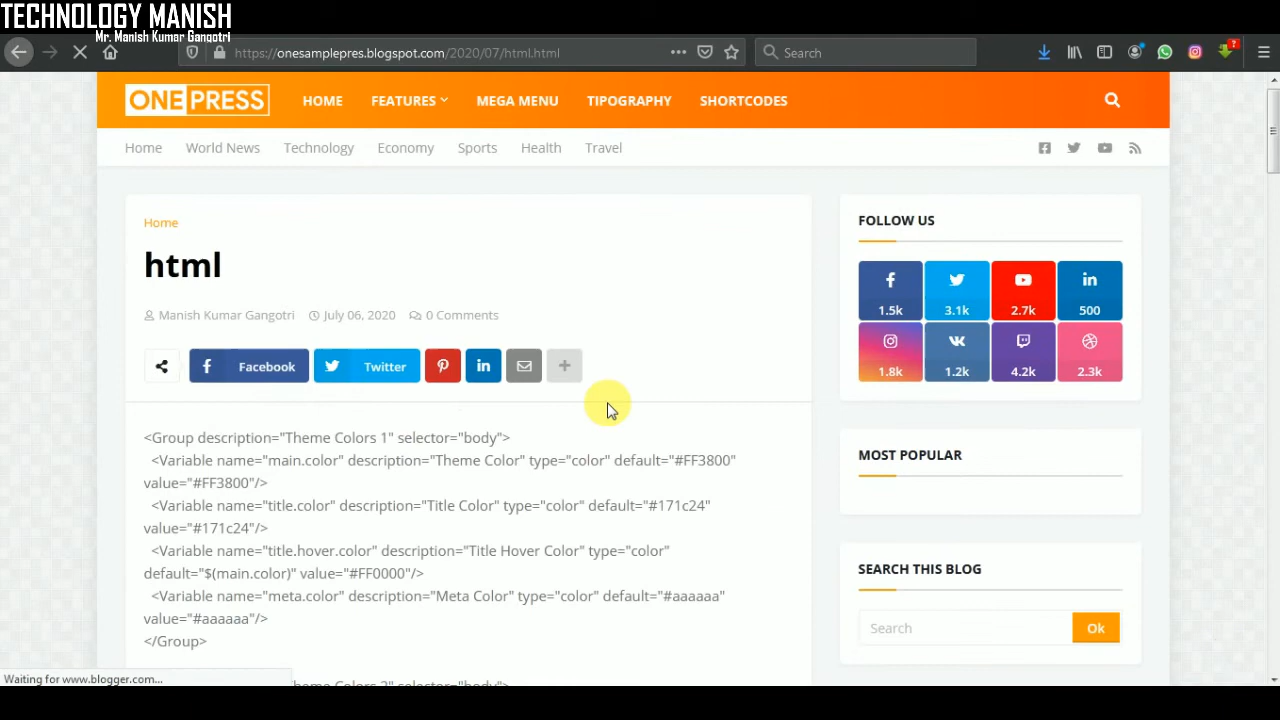 TECHNOLOGY MANISH
Mr. Manish Kumar Gangotri
https://onesamplepres.blogspot.com/2020/07/html.html
Search
?
ONE PRESS
HOME FEATURES MEGA MENU TIPOGRAPHY SHORTCODES
Home World News Technology Economy Sports Health Travel
Home
html
Manish Kumar Gangotri July 06, 2020 0 Comments
Facebook Twitter
<Group description="Theme Colors 1" selector="body">
<Variable name="main.color" description="Theme Color" type="color" default="#FF3800"
value="#FF3800"/>
<Variable name="title.color" description="Title Color" type="color" default="#171c24"
value="#171c24"/>
<Variable name="title.hover.color" description="Title Hover Color" type="color"
default="$(main.color)" value="#FF0000"/>
<Variable name="meta.color" description="Meta Color" type="color" default="#aaaaaa"
value="#aaaaaa"/>
</Group>
FOLLOW US
1.5k 3.1k 2.7k 500
1.8k 1.2k 4.2k 2.3k
MOST POPULAR
SEARCH THIS BLOG
Search Ok
Waiting for www.blogger.com...